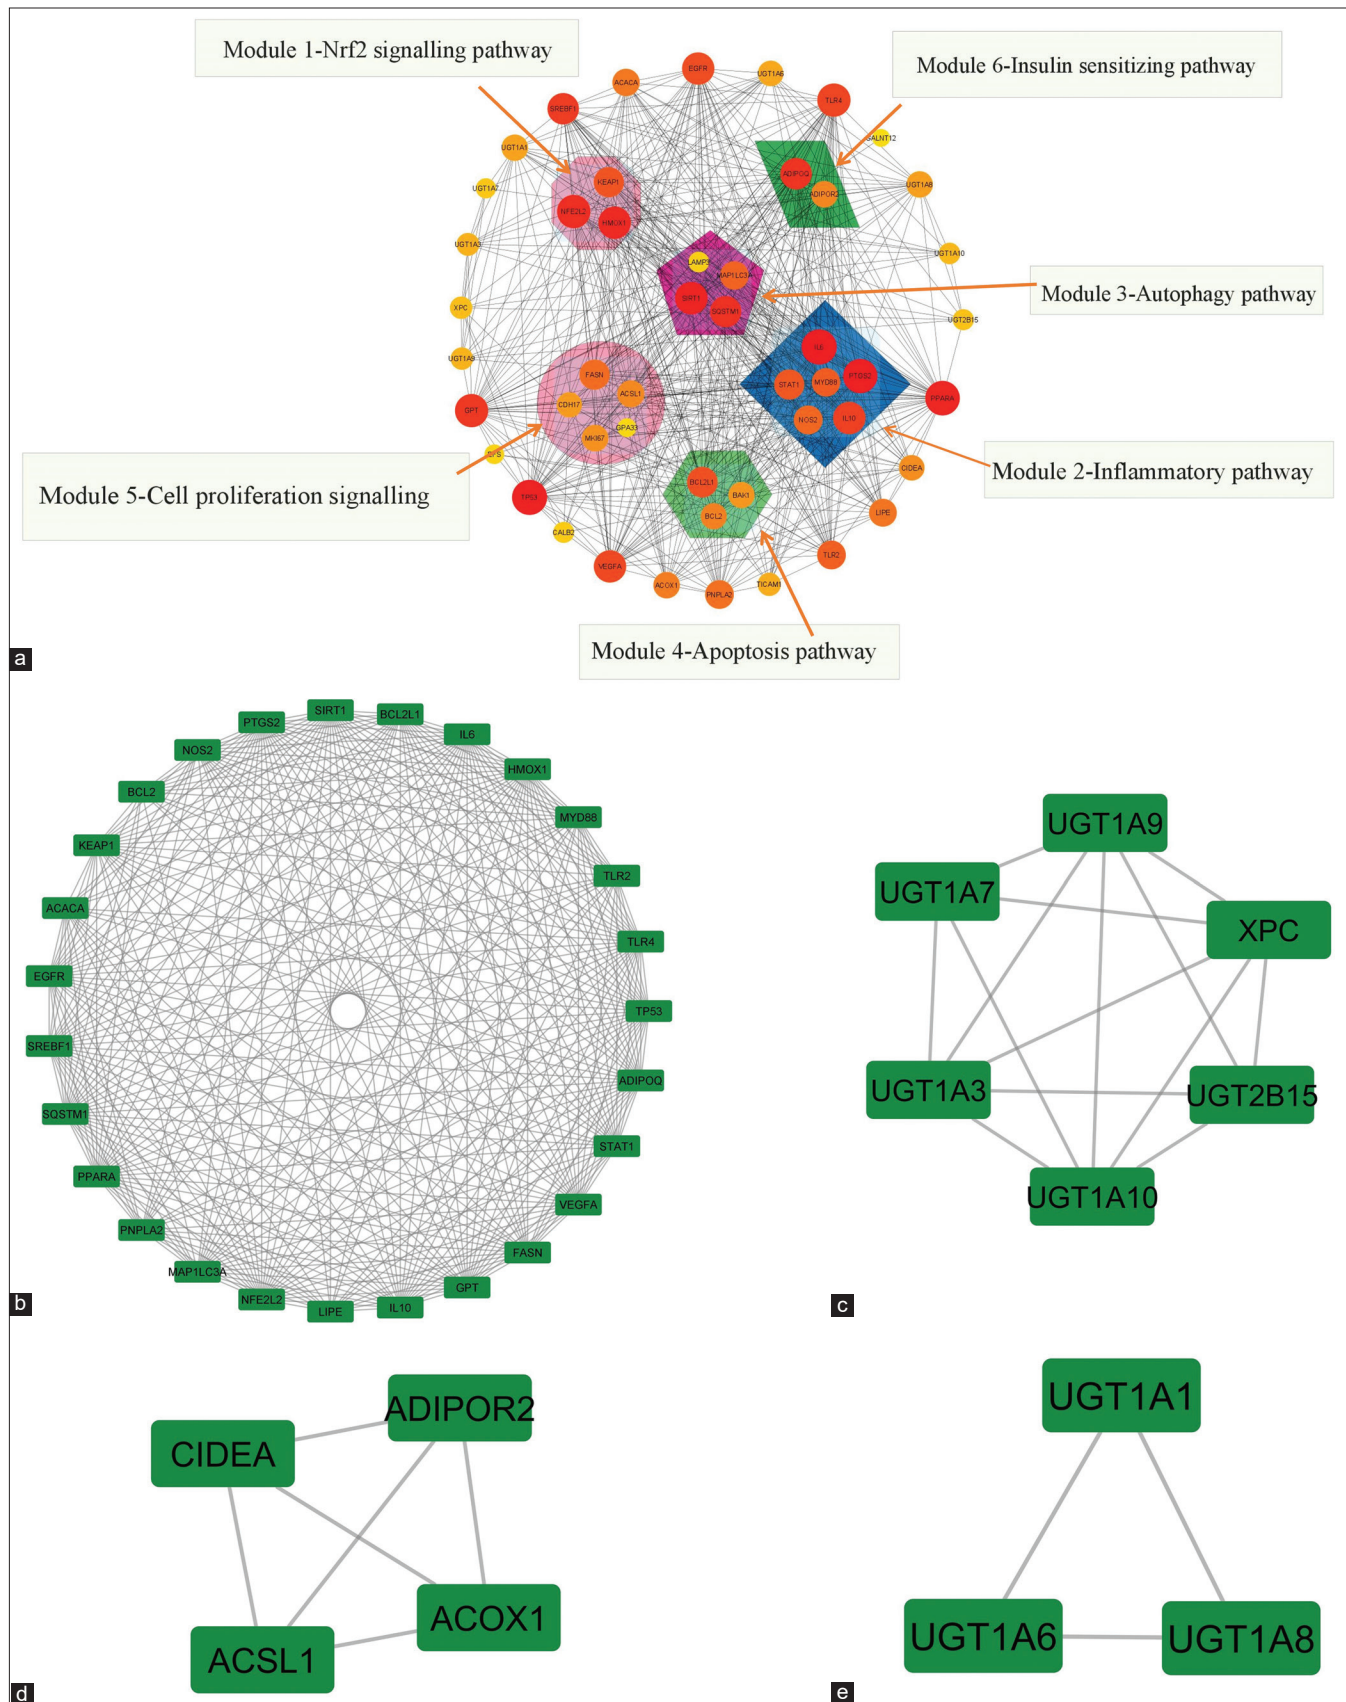 Module 1-Nrf2 signalling pathway
Module 6-Insulin sensitizing pathway
EGFR
UGT1A6
ACACA
TLR4
SREBF1
UGT1A1
UGT1A8
KEAP1
ADIPOQ
ADIPOR2
UGT1A7
NFE2L2
HMOX1
UGT1A3
UGT1A10
LAMP3
MAP1LC3A
Module 3-Autophagy pathway
SIRT1
SQSTM1
XPC
UGT2B15
IL6
UGT1A9
FASN
STAT1
MYD88
PTGS2
ACSL1
PPARA
CDH17
GPT
NOS2
IL10
GPA33
MKI67
Module 2-Inflammatory pathway
CIDEA
BCL2L1
BAK1
BCL2
TP53
LIPE
Module 5-Cell proliferation signalling
CALB2
TLR2
VEGFA
ACOX1
PNPLA2
TICAM1
Module 4-Apoptosis pathway
a
SIRT1
BCL2L1
PTGS2
IL6
NOS2
HMOX1
BCL2
MYD88
KEAP1
TLR2
ACACA
TLR4
EGFR
TP53
SREBF1
ADIPOQ
SQSTM1
STAT1
PPARA
VEGFA
PNPLA2
FASN
MAP1LC3A
GPT
NFE2L2
IL10
LIPE
b
UGT1A9
UGT1A7
XPC
UGT1A3
UGT2B15
UGT1A10
c
ADIPOR2
CIDEA
ACOX1
ACSL1
d
UGT1A1
UGT1A6
UGT1A8
e